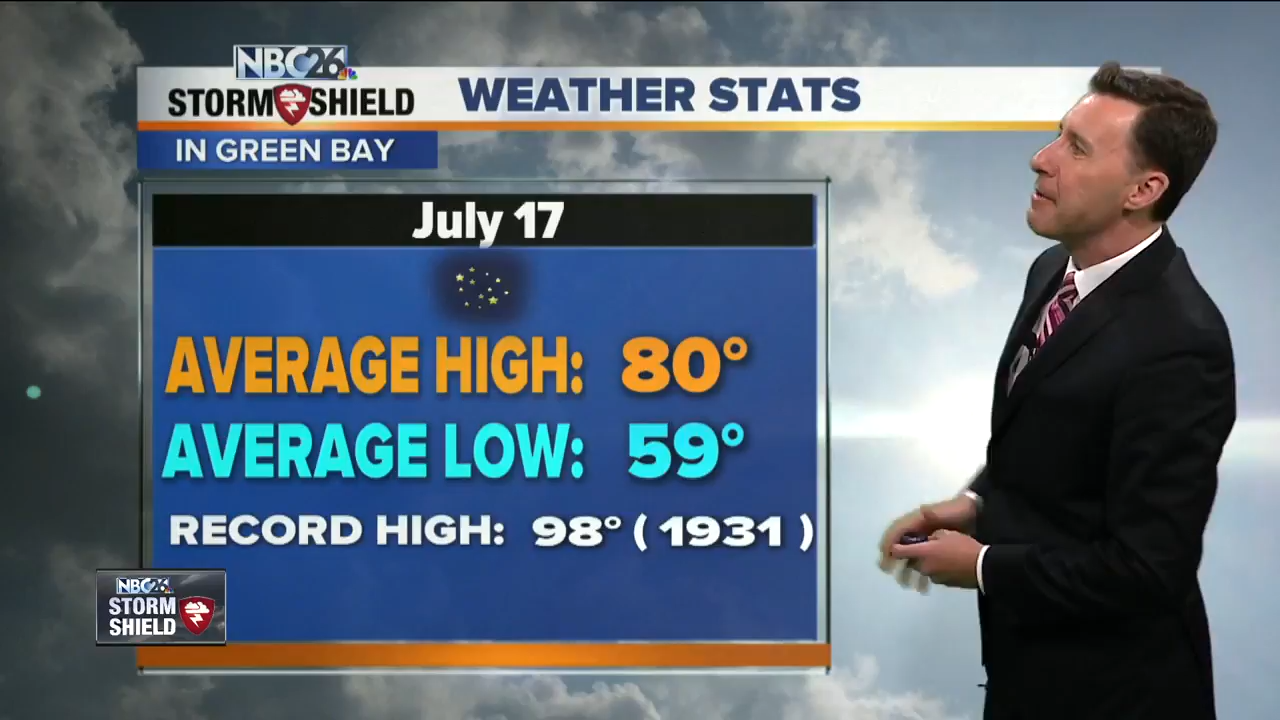 NBC26
STORM SHIELD
WEATHER STATS
IN GREEN BAY
July 17
AVERAGE HIGH: 80°
AVERAGE LOW: 59°
RECORD HIGH: 98° ( 1931 )
NBC26
STORM
SHIELD